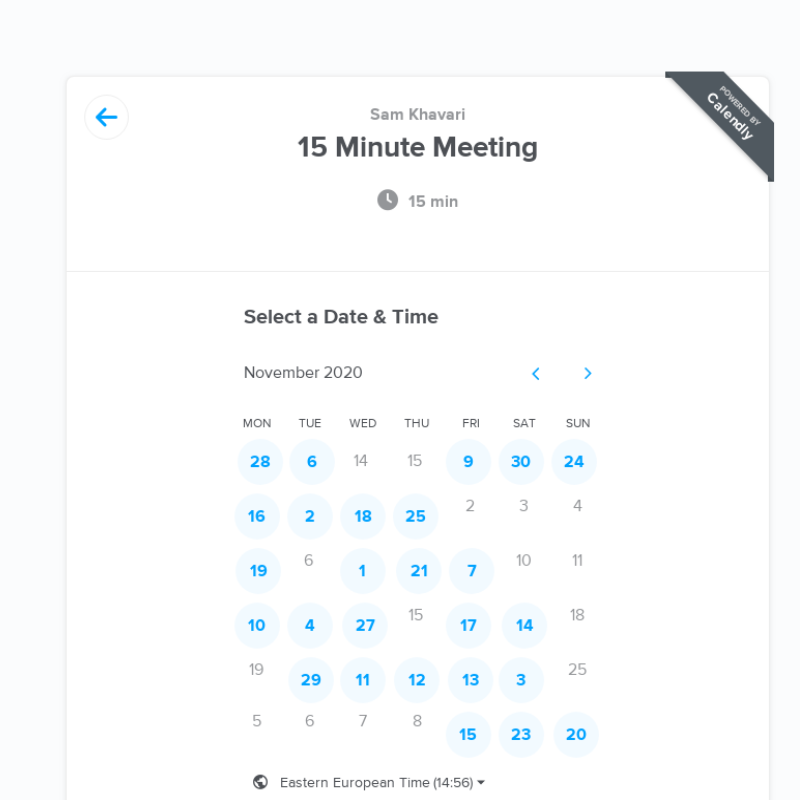 POWERED BY
Calendly
Sam Khavari
15 Minute Meeting
15 min
Select a Date & Time
November 2020
MON TUE WED THU FRI SAT SUN
28 6 14 15 9 30 24
16 2 18 25 2 3 4
19 6 1 21 7 10 11
10 4 27 15 17 14 18
19 29 11 12 13 3 25
5 6 7 8 15 23 20
Eastern European Time (14:56)